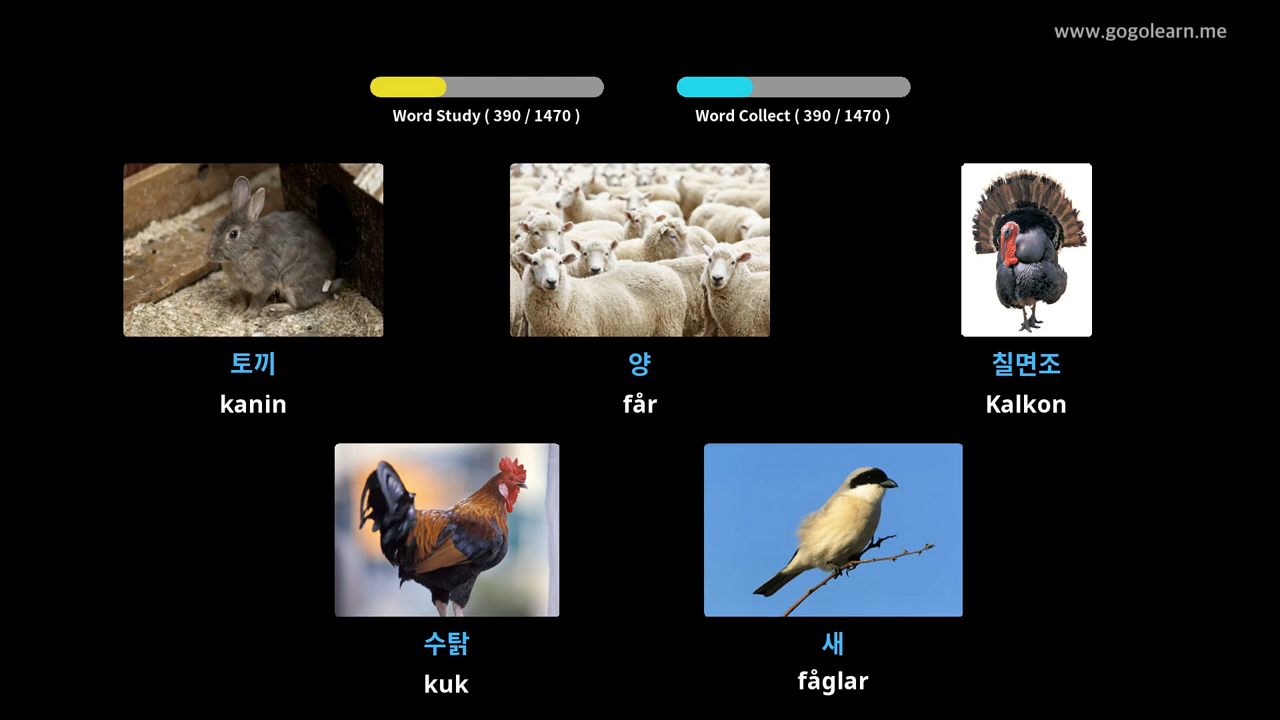 www.gogolearn.me
Word Study ( 390 / 1470 )
Word Collect ( 390 / 1470 )
토끼
양
칠면조
kanin
får
Kalkon
수탉
새
kuk
fåglar